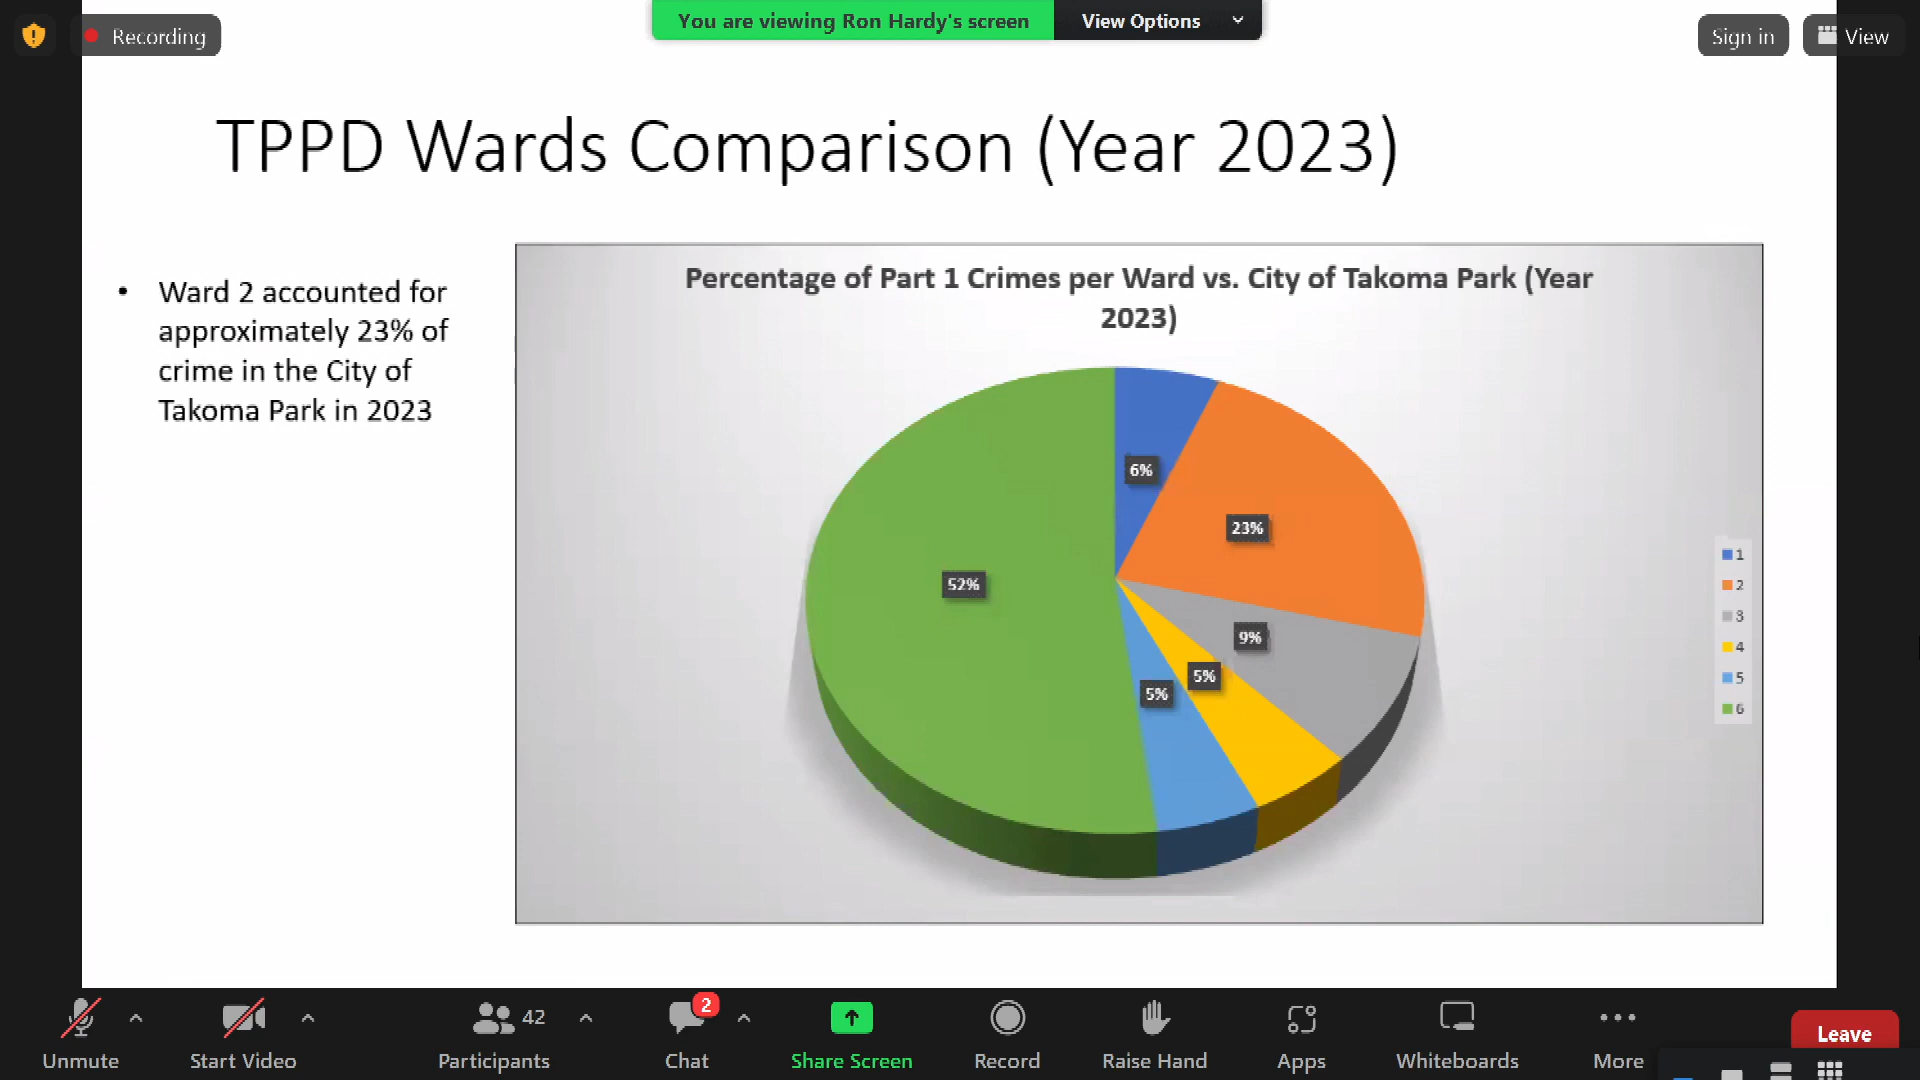 You are viewing Ron Hardy's screen
View Options
Recording
Sign in
View
TPPD Wards Comparison (Year 2023)
• Ward 2 accounted for
approximately 23% of
crime in the City of
Takoma Park in 2023
Percentage of Part 1 Crimes per Ward vs. City of Takoma Park (Year
2023)
6%
23%
52%
9%
5%
5%
1
2
3
4
5
6
2
42
Unmute
Start Video
Participants
Chat
Share Screen
Record
Raise Hand
Apps
Whiteboards
More
Leave